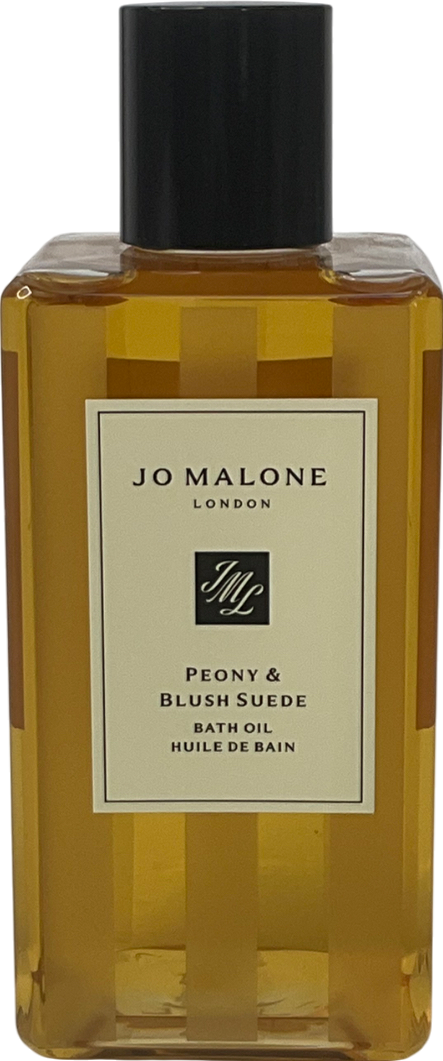 JO MALONE
LONDON
JML
PEONY &
BLUSH SUEDE
BATH OIL
HUILE DE BAIN